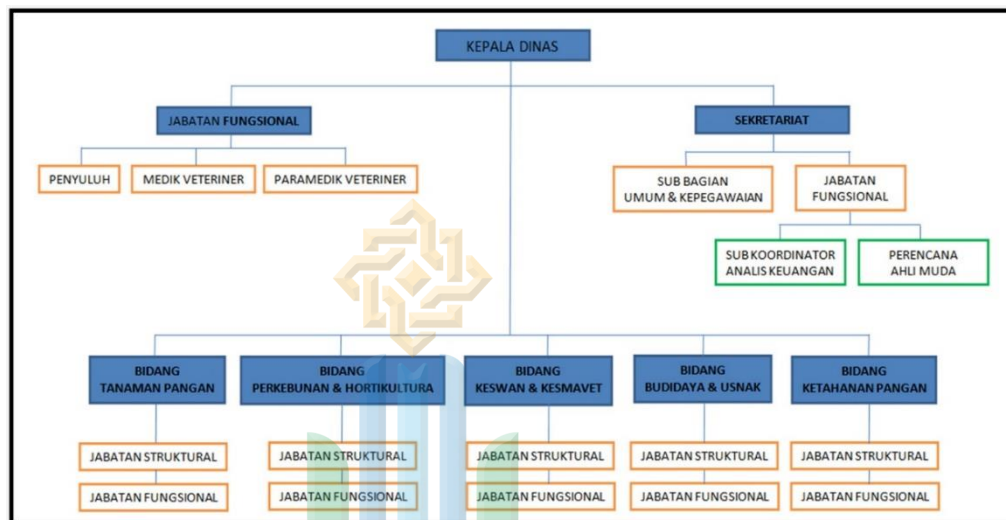 KEPALA DINAS
JABATAN FUNGSIONAL
SEKRETARIAT
PENYULUH
MEDIK VETERINER
PARAMEDIK VETERINER
SUB BAGIAN
UMUM & KEPEGAWAIAN
JABATAN
FUNGSIONAL
SUB KOORDINATOR
ANALIS KEUANGAN
PERENCANA
AHLI MUDA
BIDANG
TANAMAN PANGAN
BIDANG
PERKEBUNAN & HORTIKULTURA
BIDANG
KESWAN & KESMAVET
BIDANG
BUDIDAYA & USNAK
BIDANG
KETAHANAN PANGAN
JABATAN STRUKTURAL
JABATAN STRUKTURAL
JABATAN STRUKTURAL
JABATAN STRUKTURAL
JABATAN STRUKTURAL
JABATAN FUNGSIONAL
JABATAN FUNGSIONAL
JABATAN FUNGSIONAL
JABATAN FUNGSIONAL
JABATAN FUNGSIONAL